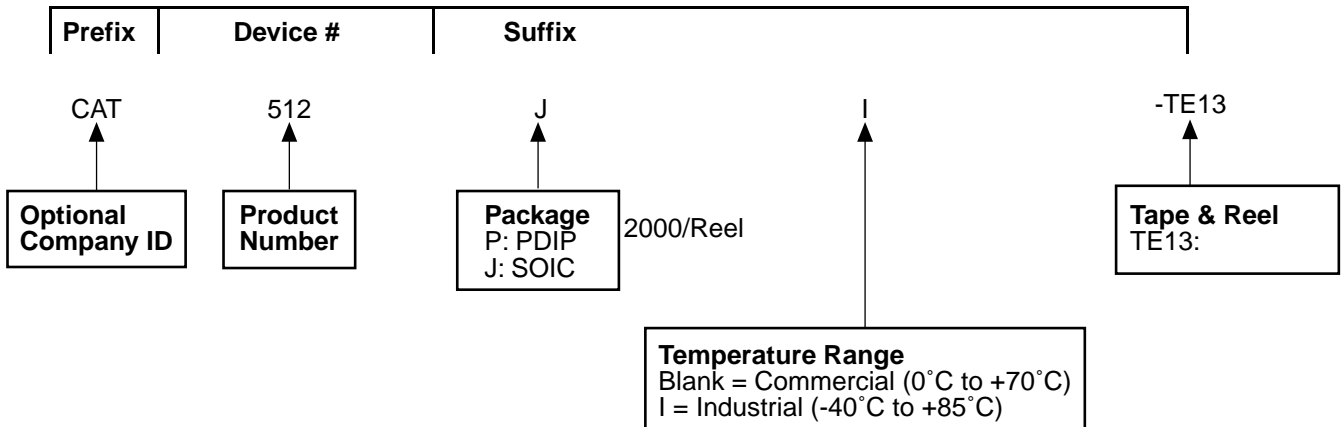 Prefix Device # Suffix
CAT 512 J I -TE13
Optional
Company ID
Product
Number
Package
P: PDIP
J: SOIC
2000/Reel
Tape & Reel
TE13:
Temperature Range
Blank = Commercial (0˚C to +70˚C)
I = Industrial (-40˚C to +85˚C)